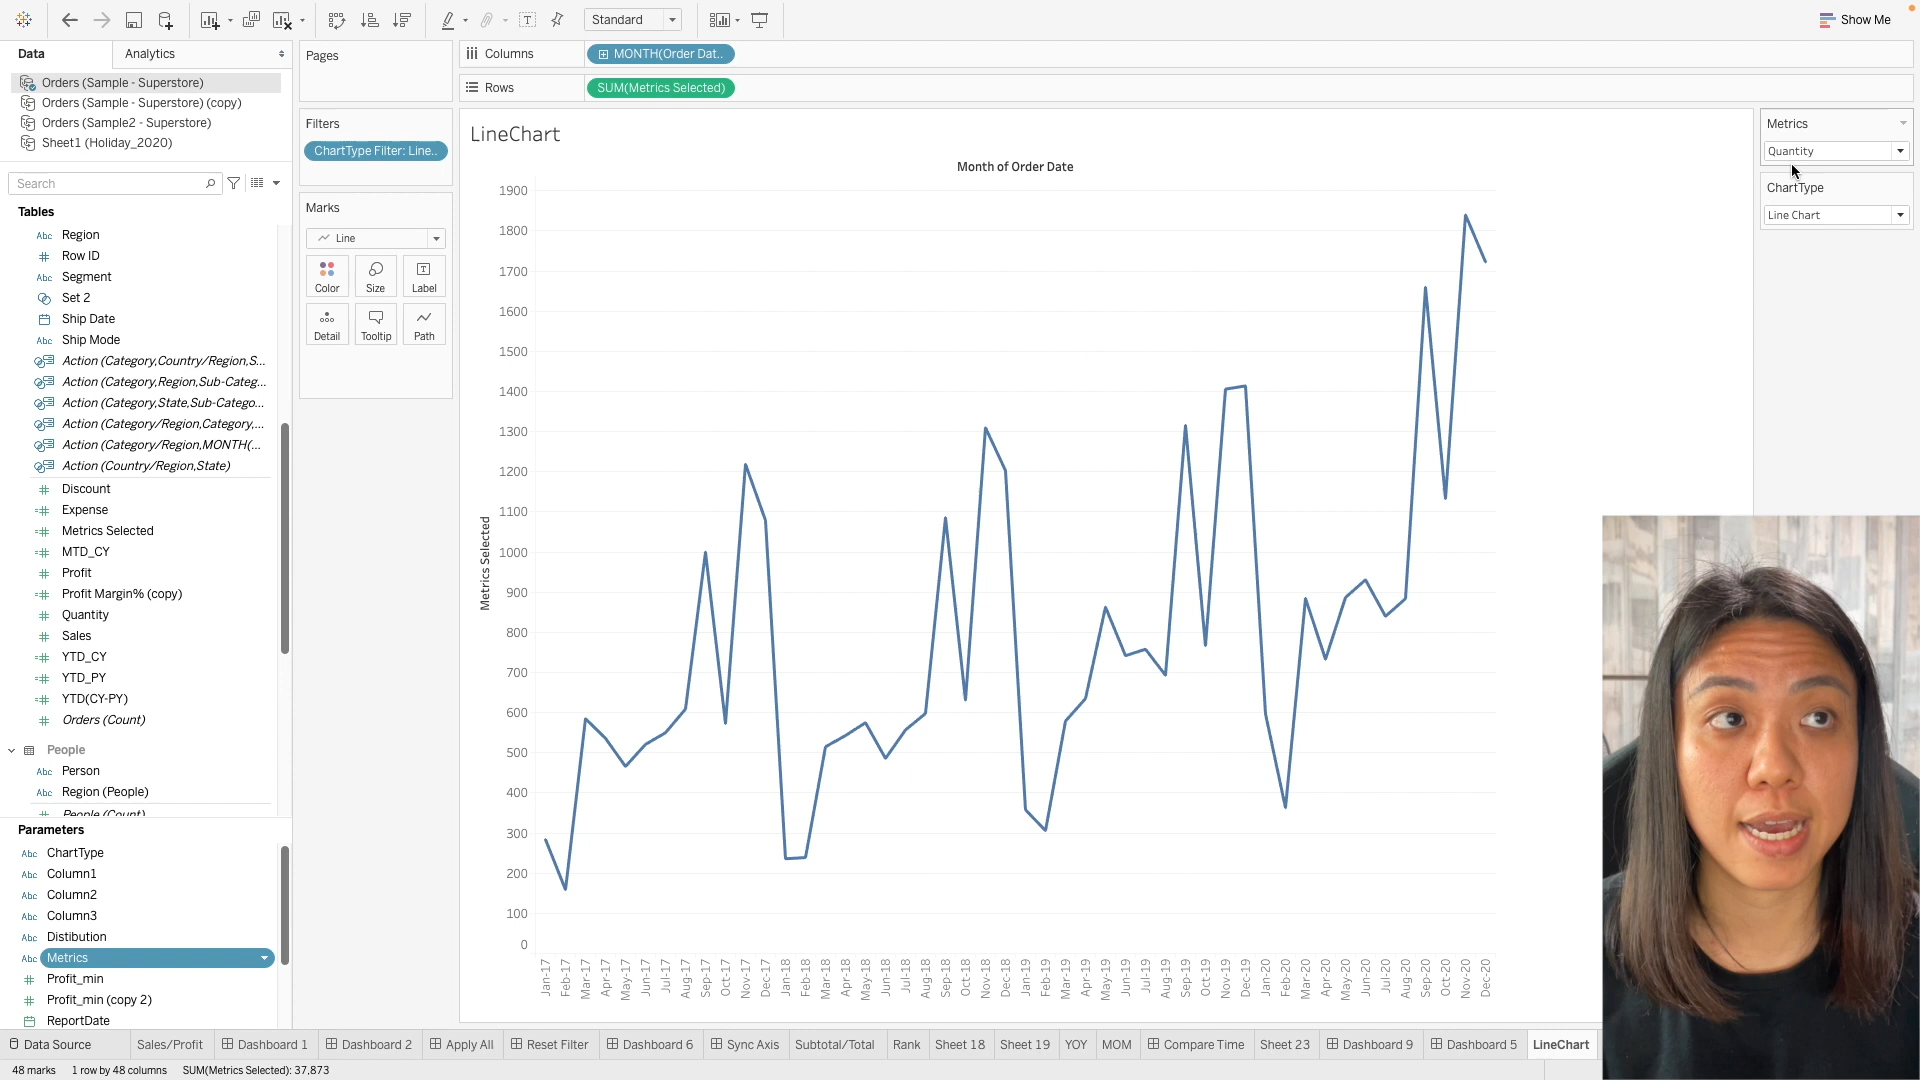 Standard
Show Me
Data
Analytics
Orders (Sample - Superstore)
Orders (Sample - Superstore) (copy)
Orders (Sample2 - Superstore)
Sheet1 (Holiday_2020)
Search
Tables
Abc Region
# Row ID
Abc Segment
Set 2
Ship Date
Abc Ship Mode
Action (Category,Country/Region,S...
Action (Category,Region,Sub-Categ...
Action (Category,State,Sub-Catego...
Action (Category/Region,Category,...
Action (Category/Region,MONTH(...
Action (Country/Region,State)
# Discount
=# Expense
=# Metrics Selected
=# MTD_CY
# Profit
=# Profit Margin% (copy)
# Quantity
# Sales
=# YTD_CY
=# YTD_PY
=# YTD(CY-PY)
# Orders (Count)
People
Abc Person
Abc Region (People)
# People (Count)
Parameters
Abc ChartType
Abc Column1
Abc Column2
Abc Column3
Abc Distibution
Abc Metrics
# Profit_min
# Profit_min (copy 2)
ReportDate
Pages
Filters
ChartType Filter: Line..
Marks
Line
Color
Size
T
Label
Detail
Tooltip
Path
Columns
MONTH(Order Dat..
Rows
SUM(Metrics Selected)
LineChart
Month of Order Date
1900
1800
1700
1600
1500
1400
1300
1200
1100
1000
900
800
700
600
500
400
300
200
100
0
Metrics Selected
Jan-17
Feb-17
Mar-17
Apr-17
May-17
Jun-17
Jul-17
Aug-17
Sep-17
Oct-17
Nov-17
Dec-17
Jan-18
Feb-18
Mar-18
Apr-18
May-18
Jun-18
Jul-18
Aug-18
Sep-18
Oct-18
Nov-18
Dec-18
Jan-19
Feb-19
Mar-19
Apr-19
May-19
Jun-19
Jul-19
Aug-19
Sep-19
Oct-19
Nov-19
Dec-19
Jan-20
Feb-20
Mar-20
Apr-20
May-20
Jun-20
Jul-20
Aug-20
Sep-20
Oct-20
Nov-20
Dec-20
Metrics
Quantity
ChartType
Line Chart
Data Source
Sales/Profit
Dashboard 1
Dashboard 2
Apply All
Reset Filter
Dashboard 6
Sync Axis
Subtotal/Total
Rank
Sheet 18
Sheet 19
YOY
MOM
Compare Time
Sheet 23
Dashboard 9
Dashboard 5
LineChart
48 marks
1 row by 48 columns
SUM(Metrics Selected): 37,873